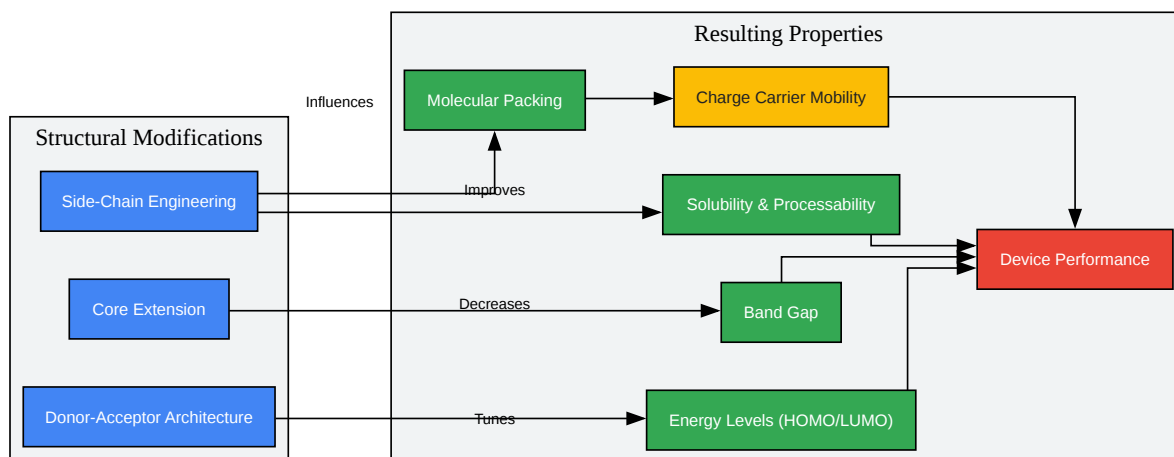 Resulting Properties
Molecular Packing
Charge Carrier Mobility
Influences
Structural Modifications
Side-Chain Engineering
Improves
Solubility & Processability
Device Performance
Core Extension
Decreases
Band Gap
Donor-Acceptor Architecture
Tunes
Energy Levels (HOMO/LUMO)